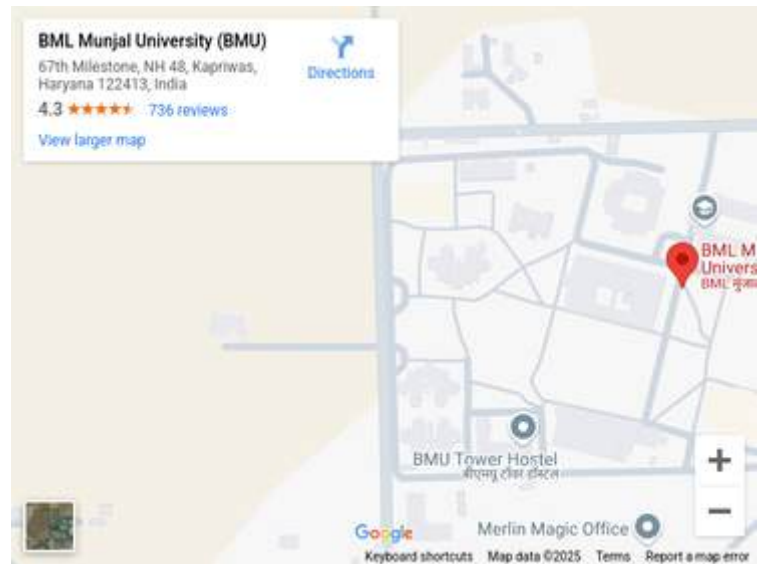 BML Munjal University (BMU)
67th Milestone, NH 48, Kapriwas,
Haryana 122413, India
4.3
736 reviews
View larger map
Directions
BML M
Univers
BML मुंजा
BMU Tower Hostel
बीएमयू टॉवर हॉस्टल
Merlin Magic Office
Google
Keyboard shortcuts
Map data ©2025
Terms
Report a map error